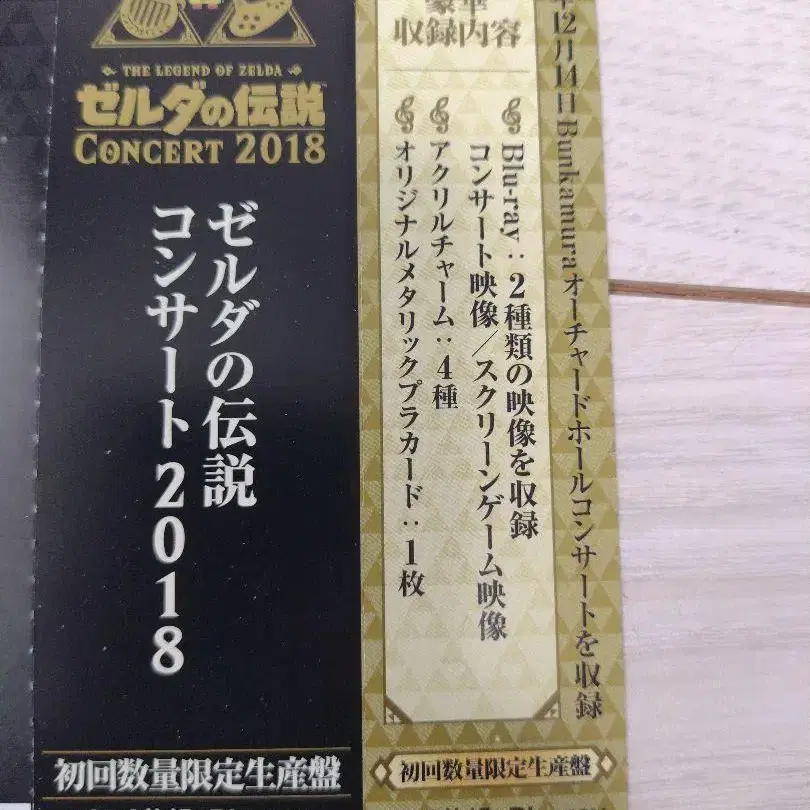 THE LEGEND OF ZELDA
ゼルダの伝説
CONCERT 2018
ゼルダの伝説
コンサート2018
初回数量限定生産盤
年12月14日Bunkamuraオーチャードホールコンサートを収録
豪華
収録内容
Blu-ray:2種類の映像を収録
コンサート映像/スクリーンゲーム映像
アクリルチャーム:4種
オリジナルメタリックプラカード:1枚
初回数量限定生産盤